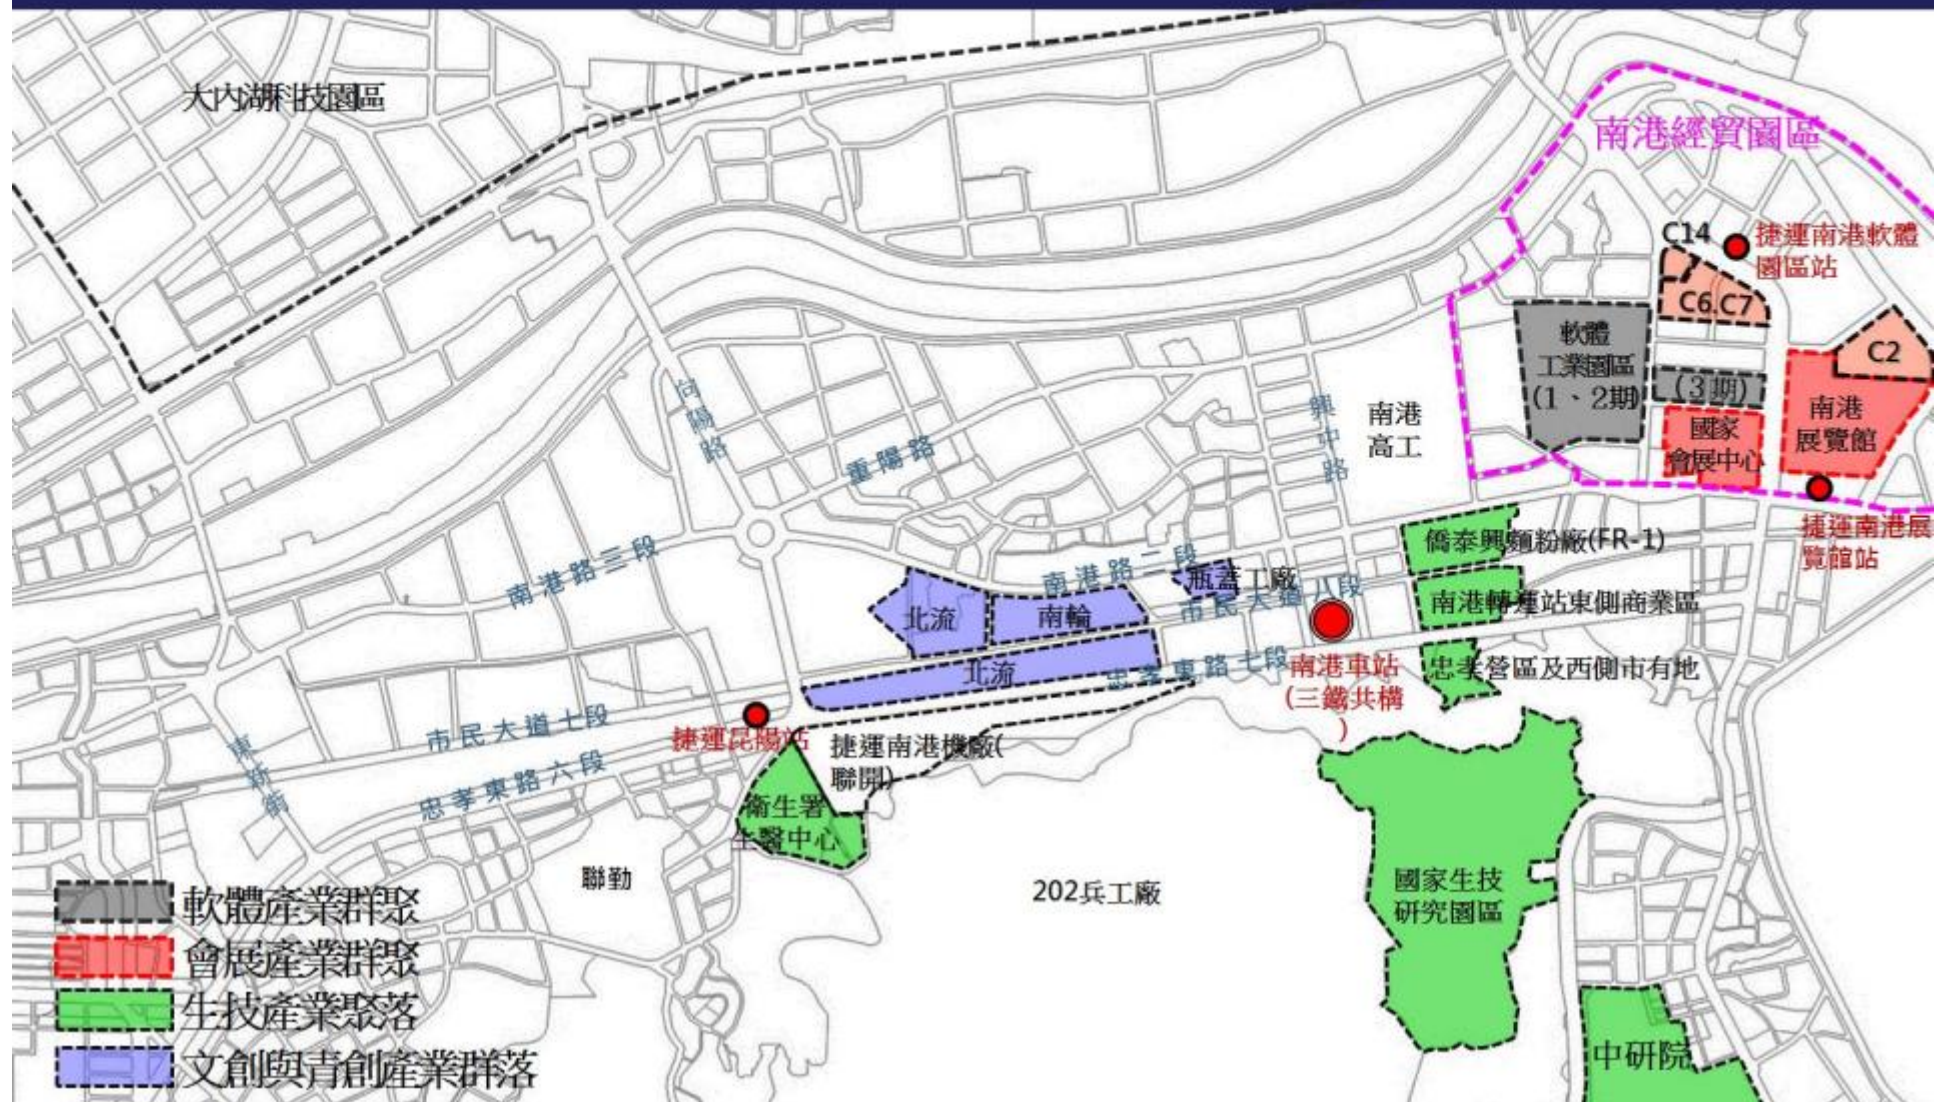 大內湖科技園區
南港經貿園區
C14
捷運南港軟體
園區站
C6.C7
軟體
工業園區
(1、2期)
C2
(3期)
南港
展覽館
國家
會展中心
向陽路
重陽路
興中路
南港
高工
捷運南港展
覽館站
僑泰興麵粉廠(FR-1)
南港路三段
南港路二段
瓶蓋工廠
市民大道八段
南港轉運站東側商業區
北流
南輪
北流
忠孝東路七段
南港車站
(三鐵共構
)
忠孝營區及西側市有地
市民大道七段
捷運昆陽站
捷運南港機廠(
聯開)
東新街
忠孝東路六段
衛生署
生醫中心
聯勤
202兵工廠
國家生技
研究園區
中研院
軟體產業群聚
會展產業群聚
生技產業聚落
文創與青創產業群落